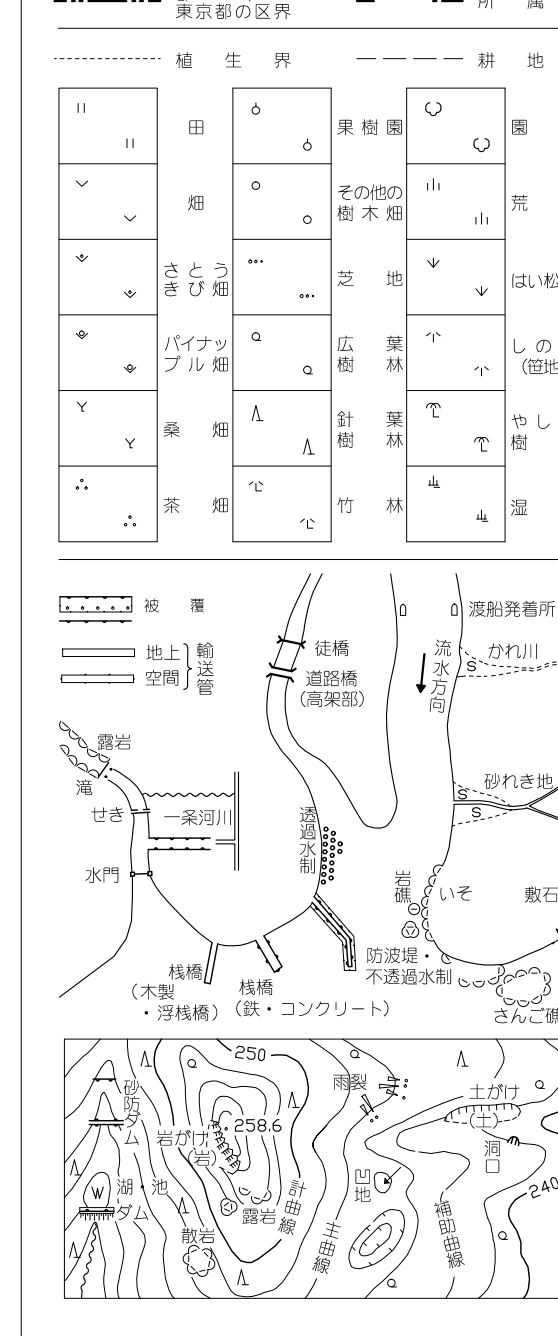 東京都の区界
所 属
植 生 界
耕 地
田
果樹園
園
畑
その他の
樹木畑
荒
さとう
きび畑
芝 地
はい松
パイナッ
プル畑
広 葉
樹 林
しの
(笹地
桑 畑
針 葉
樹 林
やし
樹
茶 畑
竹 林
湿
被 覆
地上
空間
輸送管
徒橋
道路橋
(高架部)
渡船発着所
流水方向
かれ川
S
露岩
滝
せき
一条河川
水門
透過水制
砂れき地
S
S
岩礁
いそ
敷石
桟橋
(木製
・浮桟橋)
桟橋
(鉄・コンクリート)
防波堤・
不透過水制
さんご礁
250
砂防ダム
岩がけ
(岩)
258.6
雨裂
土がけ
(土)
洞口
湖・池
W
ダム
散岩
露岩
計曲線
主曲線
凹地
補助曲線
240